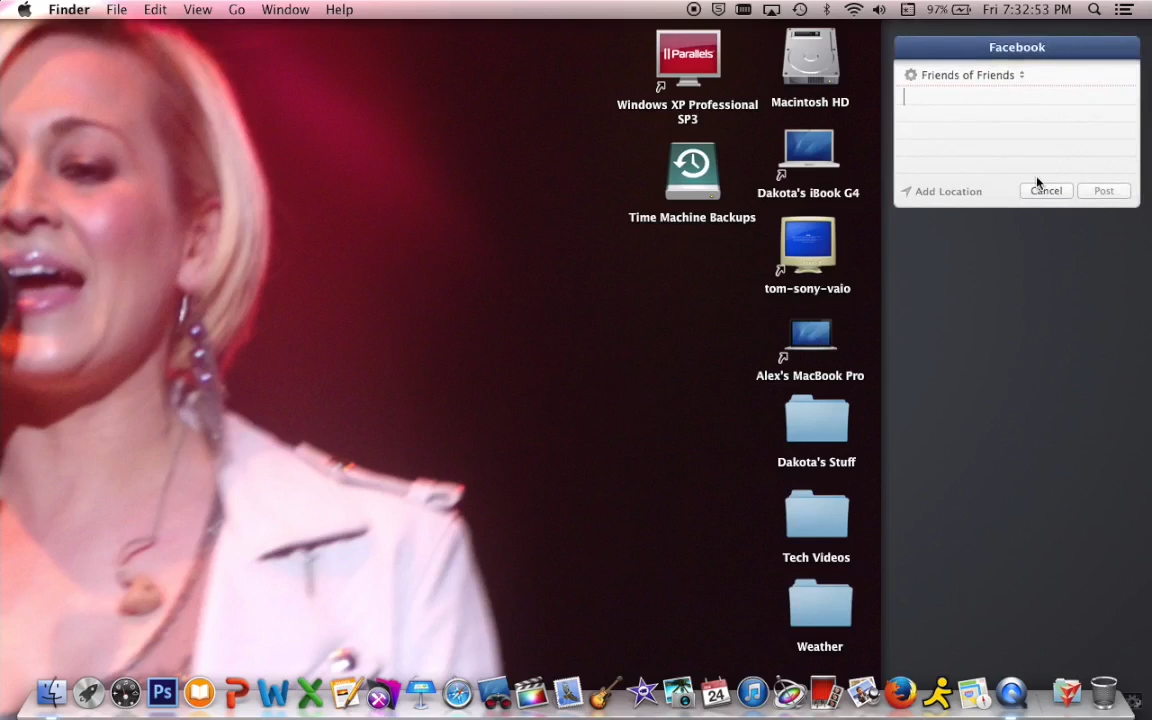 Finder File Edit View Go Window Help 97% Fri 7:32:53 PM
Facebook
Friends of Friends
Add Location Cancel Post
|| Parallels
Windows XP Professional
SP3
Macintosh HD
Time Machine Backups
Dakota's iBook G4
tom-sony-vaio
Alex's MacBook Pro
Dakota's Stuff
Tech Videos
Weather
Ps
24